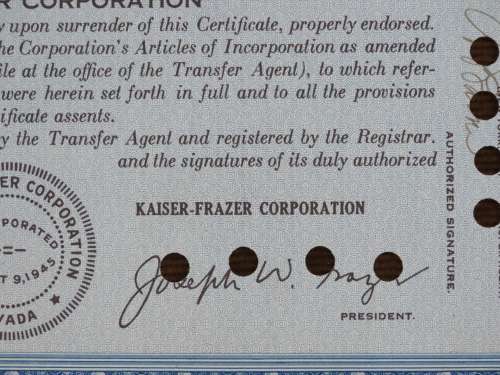 R CORPORATION
y upon surrender of this Certificate, properly endorsed.
he Corporation's Articles of Incorporation as amended
file at the office of the Transfer Agent), to which refer-
were herein set forth in full and to all the provisions
ificate assents.
y the Transfer Agent and registered by the Registrar.
and the signatures of its duly authorized
KAISER-FRAZER CORPORATION
ER CORPORATION
ORPORATED
T 9, 1945
VADA
Joseph W. Frazer
PRESIDENT.
AUTHORIZED SIGNATURE.